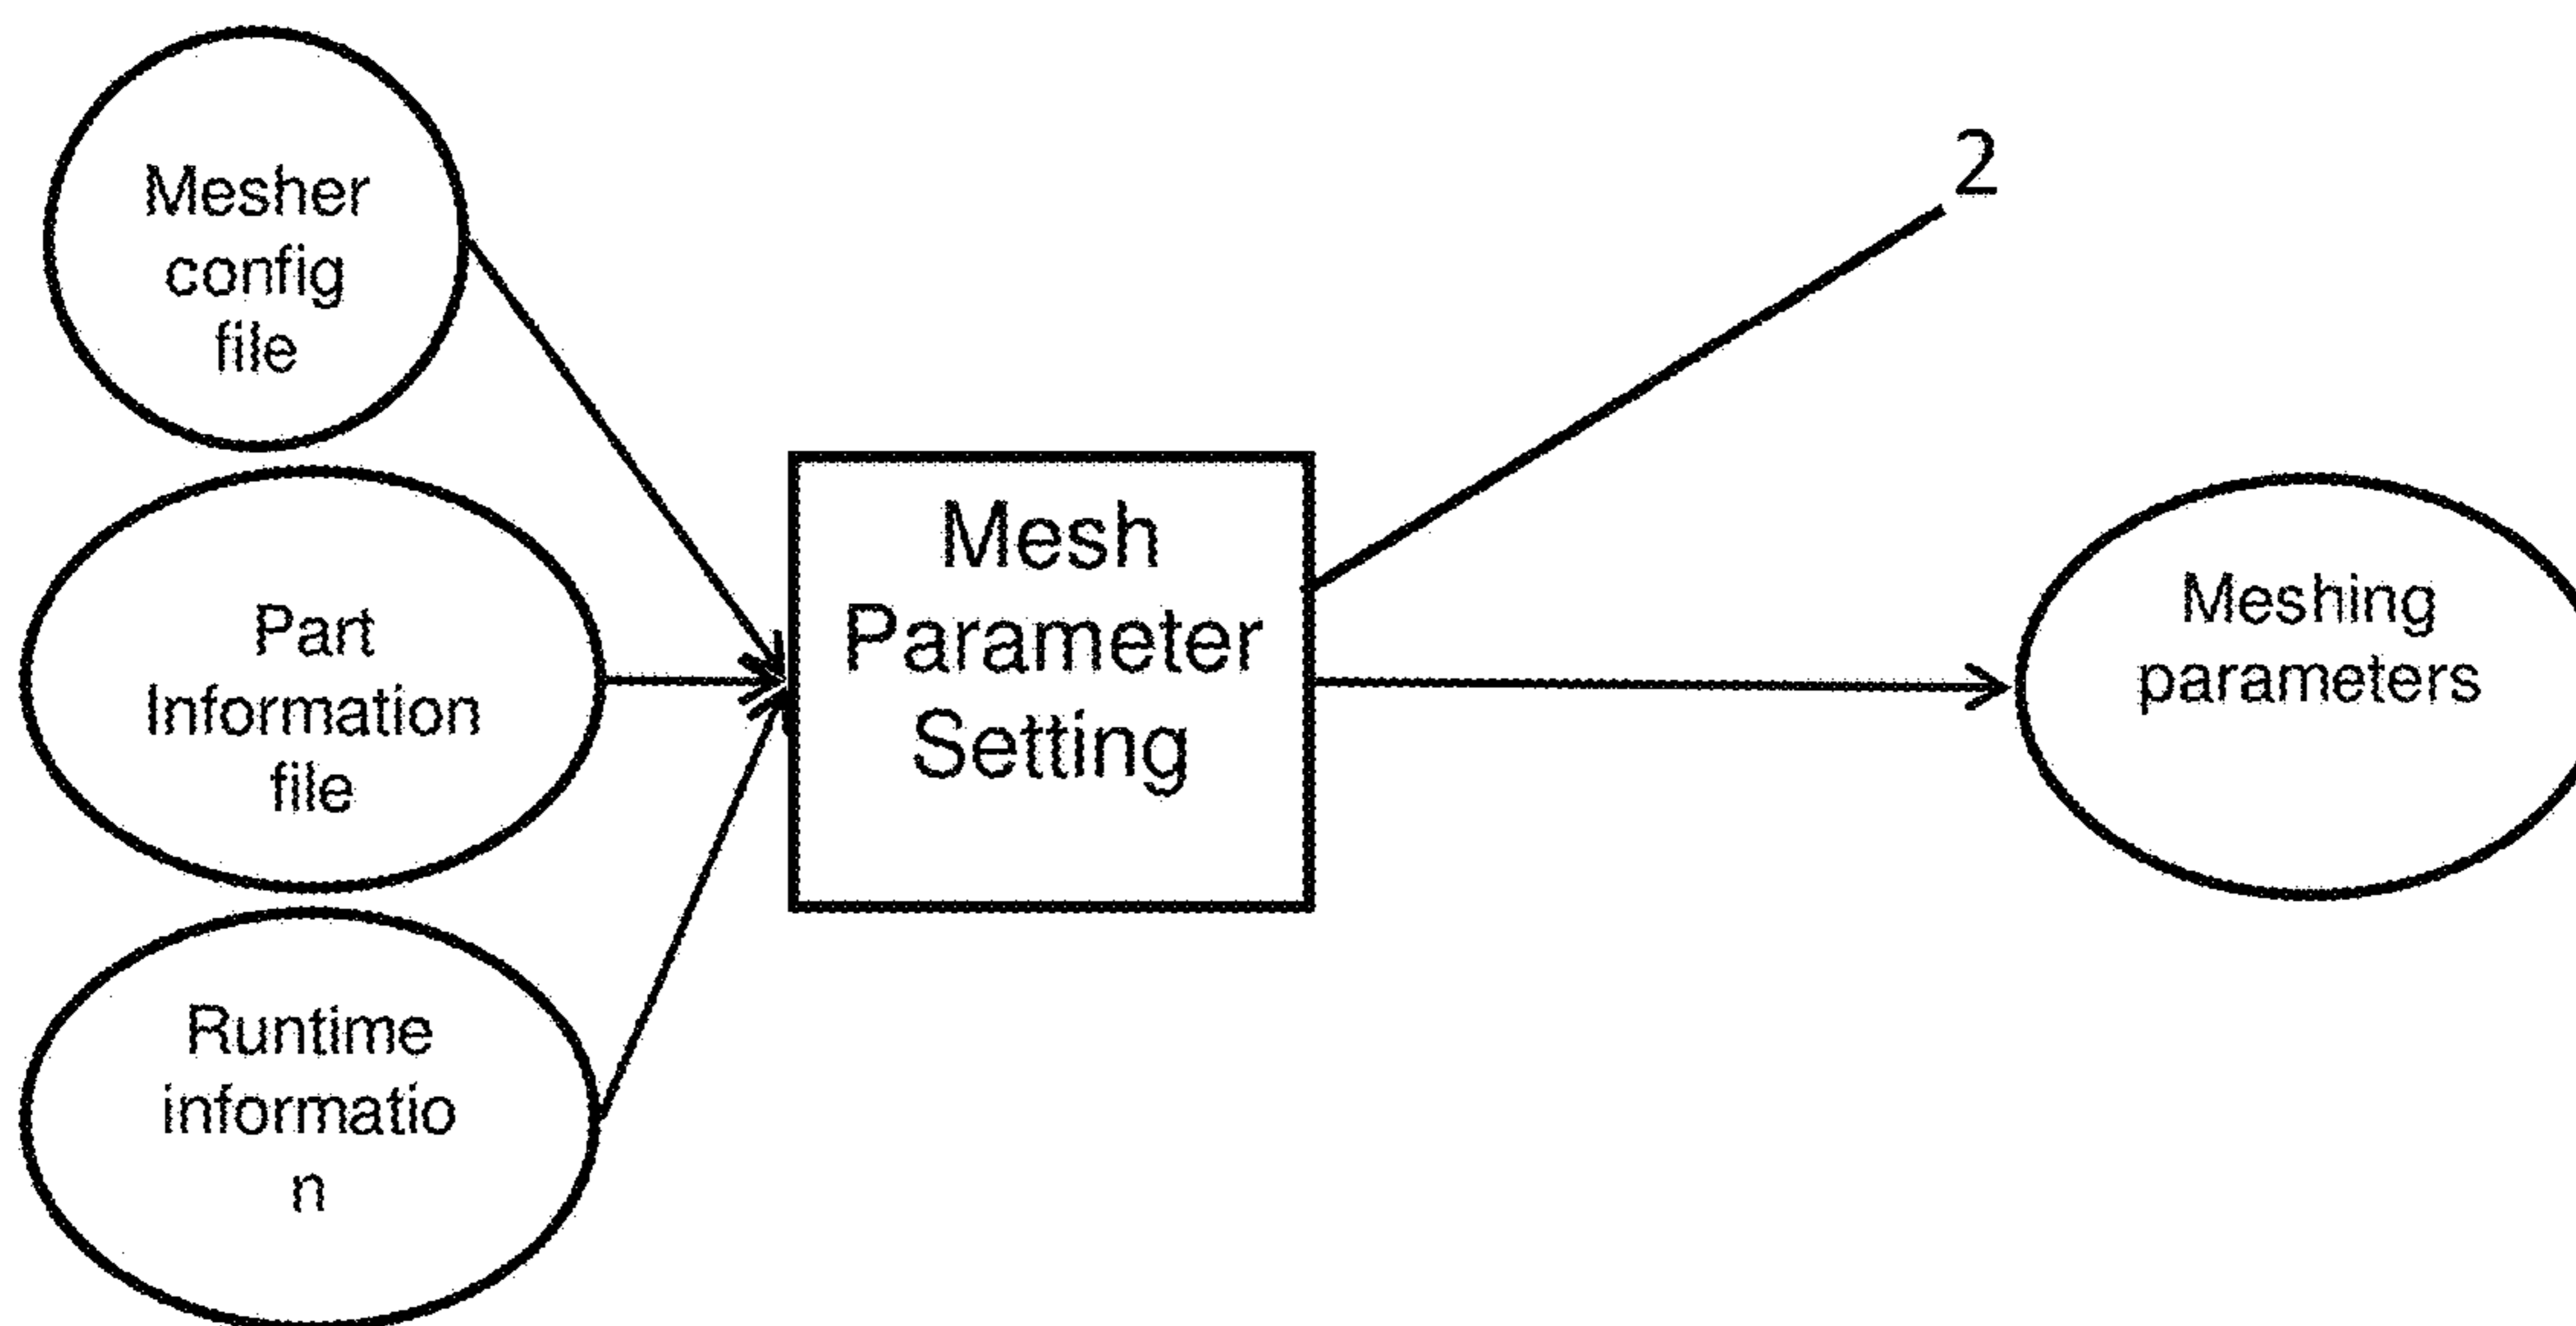 Mesher
config
file
Part
Information
file
Runtime
informatio
n
Mesh
Parameter
Setting
2
Meshing
parameters